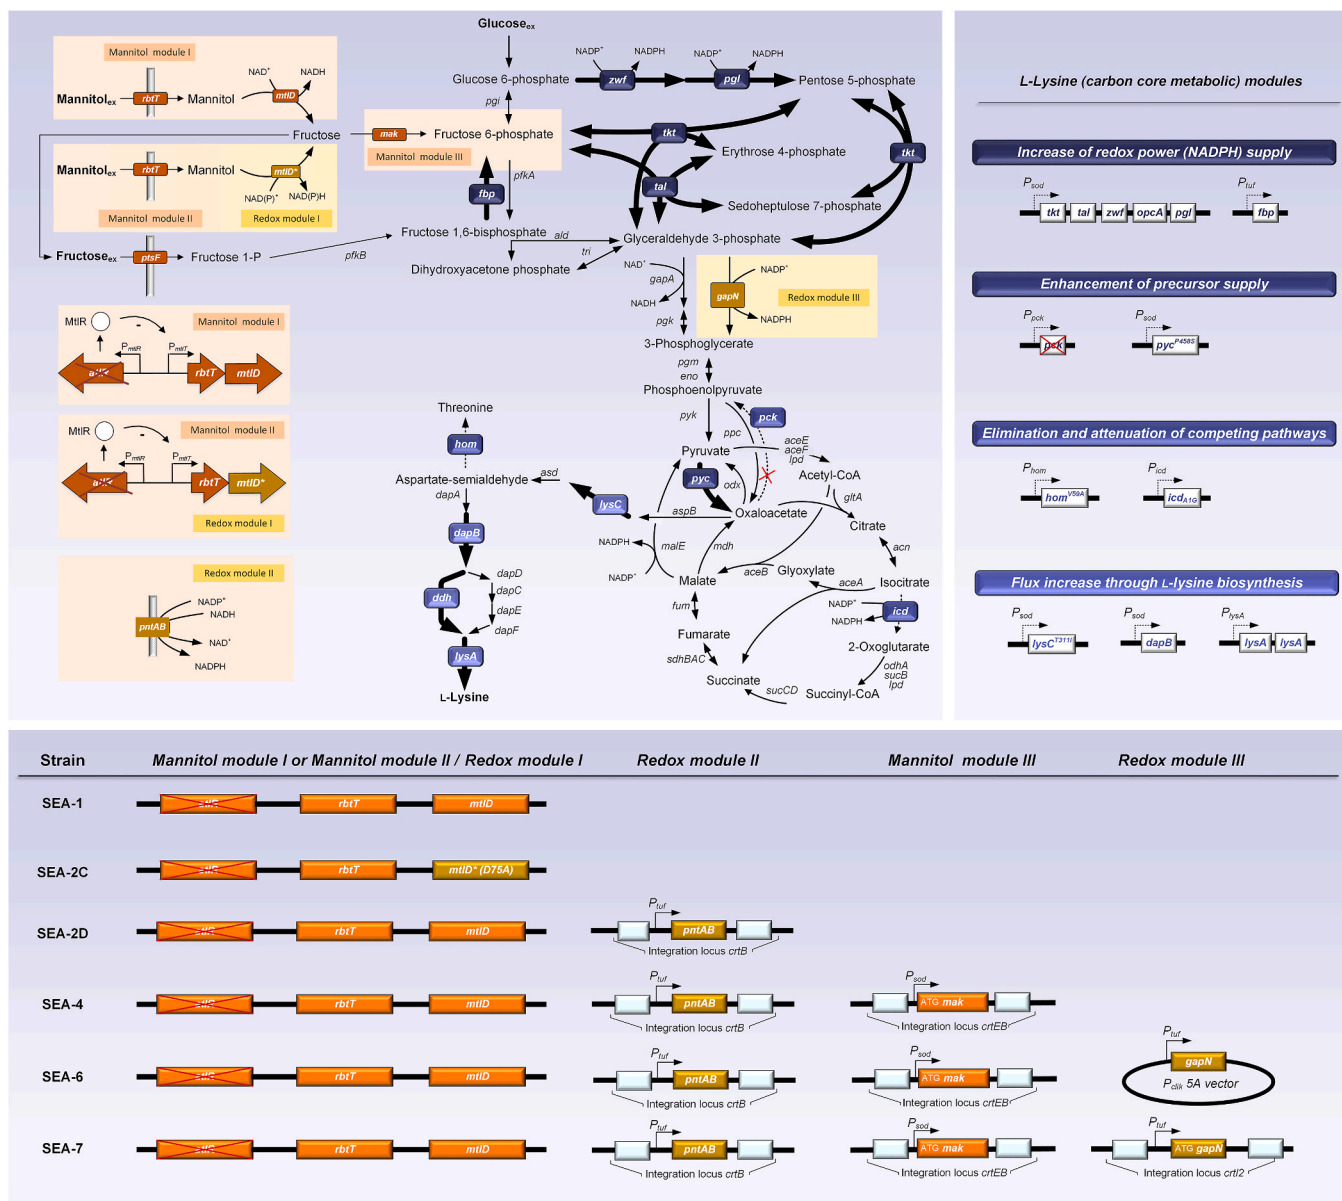 Glucoseex
Glucose 6-phosphate
NADP+
NADPH
zwf
NADP+
NADPH
pgl
Pentose 5-phosphate
pgi
Mannitol module I
Mannitolex
rbtT
Mannitol
NAD+
NADH
mtlD
Fructose
mak
Fructose 6-phosphate
Mannitol module III
Mannitolex
rbtT
Mannitol
mtlD*
NAD(P)+
NAD(P)H
Mannitol module II
Redox module I
Fructoseex
ptsF
Fructose 1-P
pfkB
fbp
pfkA
tkt
tkt
tal
Erythrose 4-phosphate
Sedoheptulose 7-phosphate
Fructose 1,6-bisphosphate
ald
tri
Glyceraldehyde 3-phosphate
Dihydroxyacetone phosphate
NAD+
gapA
NADH
NADP+
gapN
NADPH
Redox module III
pgk
3-Phosphoglycerate
pgm
eno
Phosphoenolpyruvate
pyk
ppc
pck
Pyruvate
aceE
aceF
lpd
Acetyl-CoA
pyc
odx
Oxaloacetate
gltA
Citrate
acn
Isocitrate
NADP+
NADPH
icd
2-Oxoglutarate
odhA
sucB
lpd
Succinyl-CoA
sucCD
Succinate
sdhBAC
Fumarate
fum
Malate
mdh
malE
NADPH
NADP+
aceB
Glyoxylate
aceA
aspB
lysC
asd
Threonine
hom
Aspartate-semialdehyde
dapA
dapB
ddh
dapD
dapC
dapE
dapF
lysA
L-Lysine
MtlR
Mannitol module I
PmtlR
PmtlT
rbtT
mtlD
MtlR
Mannitol module II
PmtlR
PmtlT
rbtT
mtlD*
Redox module I
Redox module II
NADP+
NADH
pntAB
NAD+
NADPH
L-Lysine (carbon core metabolic) modules
Increase of redox power (NADPH) supply
Psod
Ptuf
tkt tal zwf opcA pgl
fbp
Enhancement of precursor supply
Ppck
Psod
pck
pycP458S
Elimination and attenuation of competing pathways
Phom
Picd
homV59A
icdA1G
Flux increase through L-lysine biosynthesis
Psod
Psod
PlysA
lysCT311I
dapB
lysA lysA
Strain
Mannitol module I or Mannitol module II / Redox module I
Redox module II
Mannitol module III
Redox module III
SEA-1
rbtT
mtlD
SEA-2C
rbtT
mtlD* (D75A)
SEA-2D
rbtT
mtlD
Ptuf
pntAB
Integration locus crtB
SEA-4
rbtT
mtlD
Ptuf
pntAB
Integration locus crtB
Psod
ATG mak
Integration locus crtEB
SEA-6
rbtT
mtlD
Ptuf
pntAB
Integration locus crtB
Psod
ATG mak
Integration locus crtEB
Ptuf
gapN
Pclik 5A vector
SEA-7
rbtT
mtlD
Ptuf
pntAB
Integration locus crtB
Psod
ATG mak
Integration locus crtEB
Ptuf
ATG gapN
Integration locus crtI2